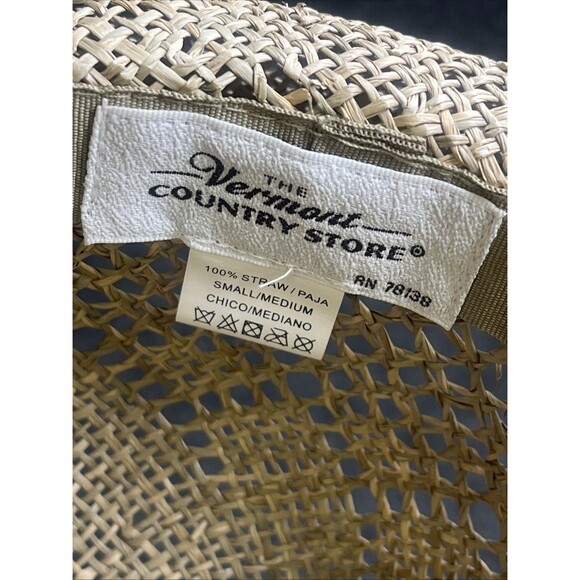 THE
Vermont
COUNTRY STORE®
RN 78138
100% STRAW / PAJA
SMALL/MEDIUM
CHICO/MEDIANO